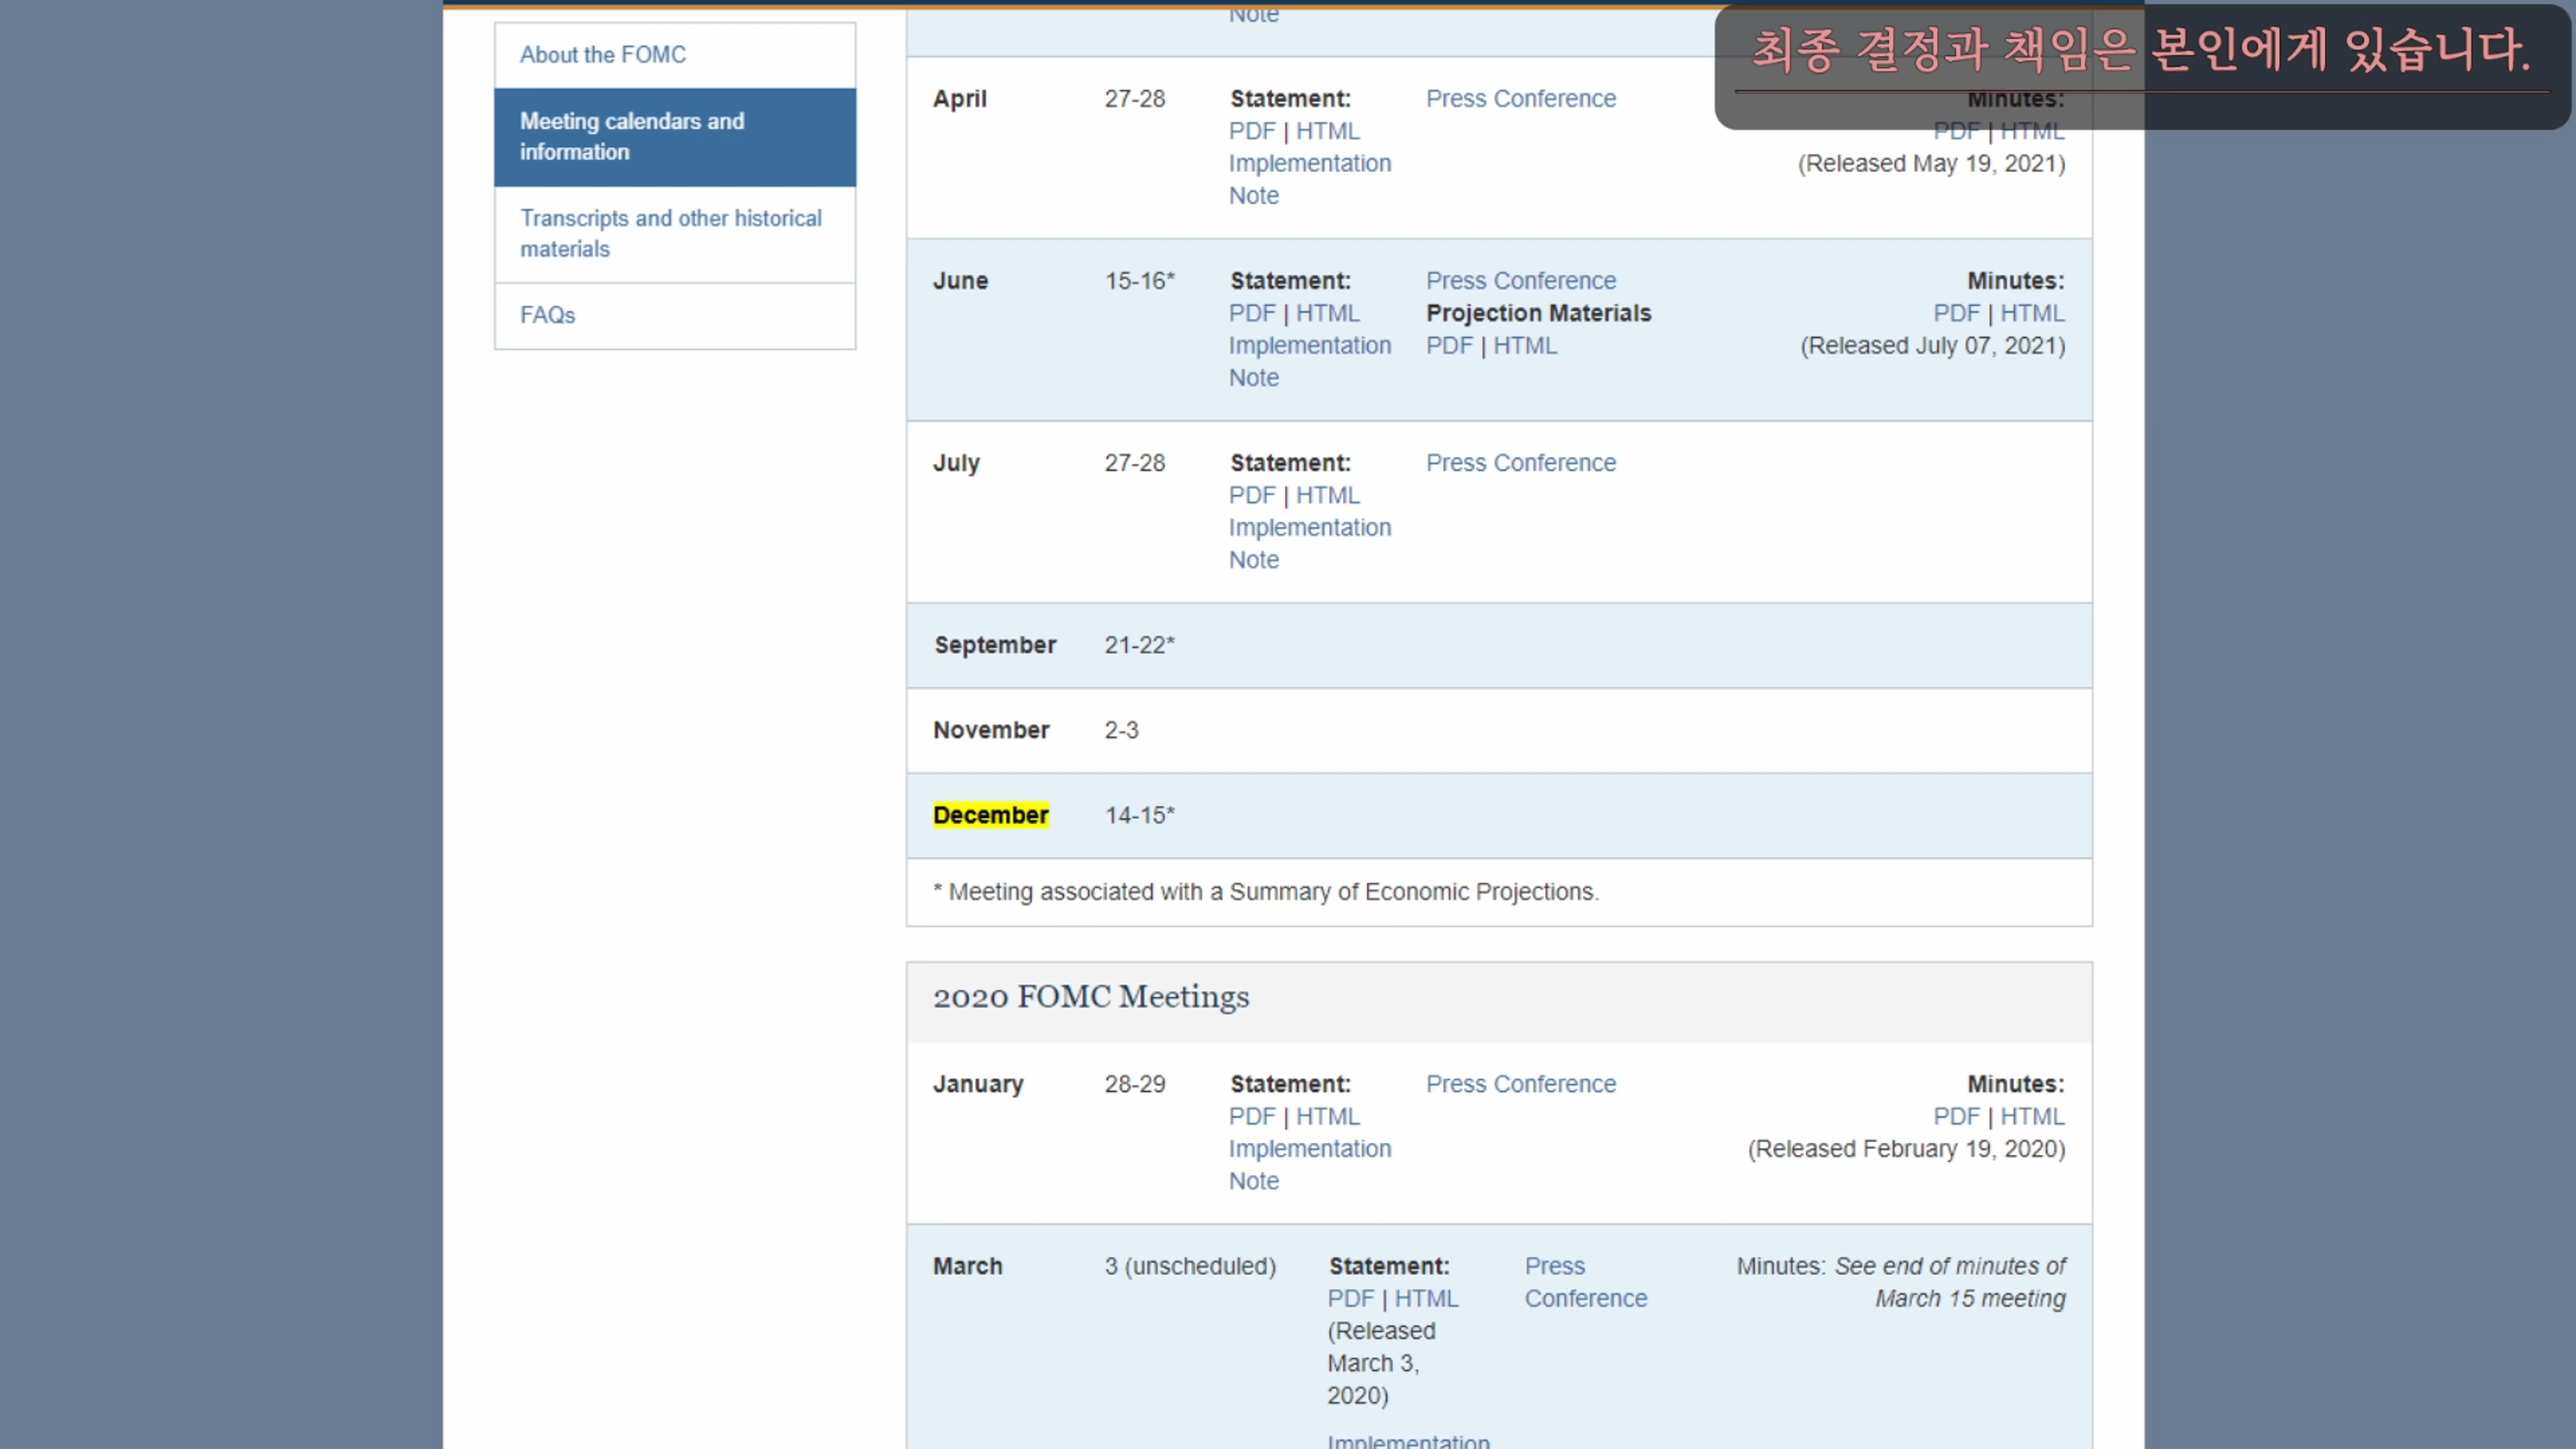 최종 결정과 책임은 본인에게 있습니다.
About the FOMC
Meeting calendars and
information
Transcripts and other historical
materials
FAQs
Note
April 27-28 Statement: Press Conference Minutes:
PDF | HTML PDF | HTML
Implementation (Released May 19, 2021)
Note
June 15-16* Statement: Press Conference Minutes:
PDF | HTML Projection Materials PDF | HTML
Implementation PDF | HTML (Released July 07, 2021)
Note
July 27-28 Statement: Press Conference
PDF | HTML
Implementation
Note
September 21-22*
November 2-3
December 14-15*
* Meeting associated with a Summary of Economic Projections.
2020 FOMC Meetings
January 28-29 Statement: Press Conference Minutes:
PDF | HTML PDF | HTML
Implementation (Released February 19, 2020)
Note
March 3 (unscheduled) Statement: Press Minutes: See end of minutes of
PDF | HTML Conference March 15 meeting
(Released
March 3,
2020)
Implementation